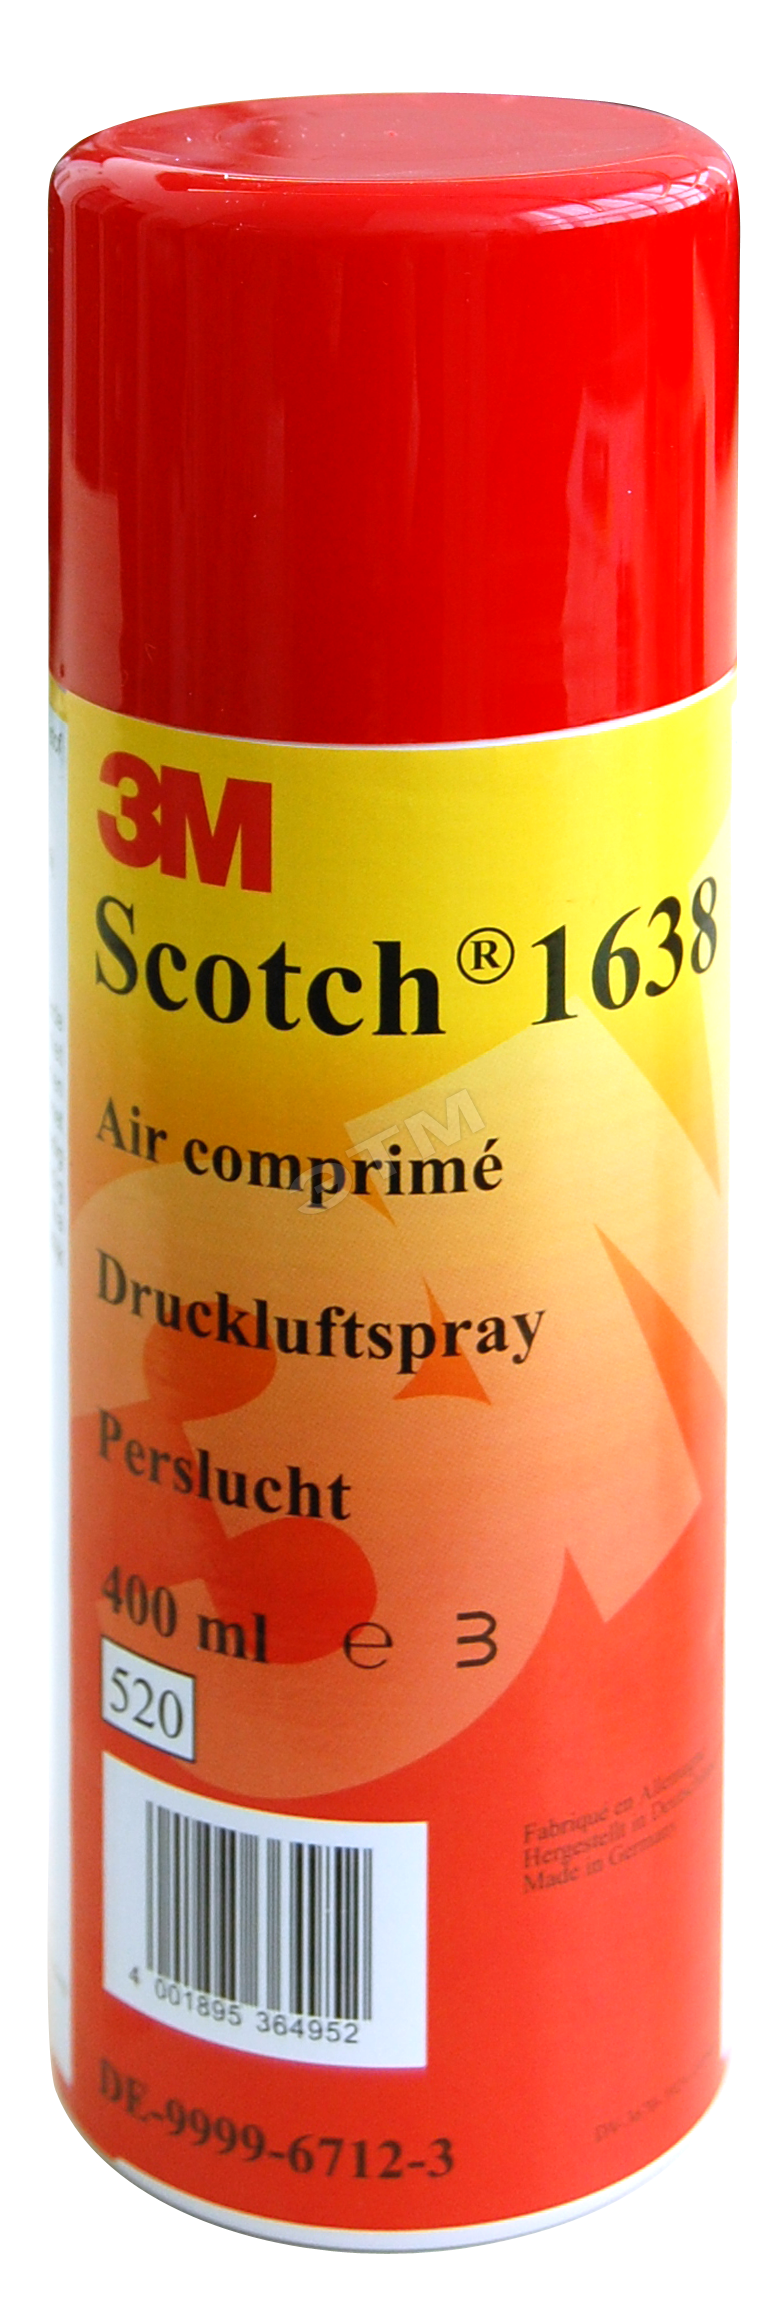 3M
Scotch® 1638
Air comprimé
ЭТМ
Druckluftspray
Perslucht
400 ml ℮ 3
520
Fabriqué en Allemagne
Hergestellt in Deutschland
Made in Germany
4 001895 364952
DE-9999-6712-3